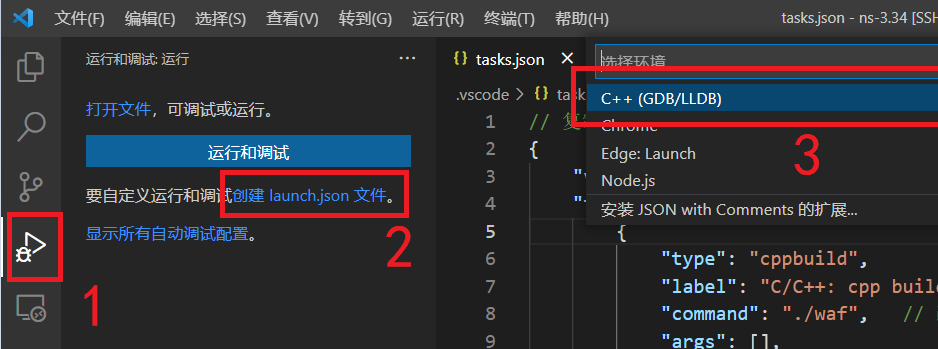 文件(F) 编辑(E) 选择(S) 查看(V) 转到(G) 运行(R) 终端(T) 帮助(H) tasks.json - ns-3.34 [SSH
运行和调试: 运行 ...
打开文件，可调试或运行。
运行和调试
要自定义运行和调试创建 launch.json 文件。
显示所有自动调试配置。
1
2
{} tasks.json ×
.vscode > {} task
选择环境
C++ (GDB/LLDB)
Chrome
Edge: Launch
Node.js
安装 JSON with Comments 的扩展...
3
1 //
2 {
3 "
4 "
5 {
6 "type": "cppbuild",
7 "label": "C/C++: cpp buil
8 "command": "./waf", //
9 "args": [],